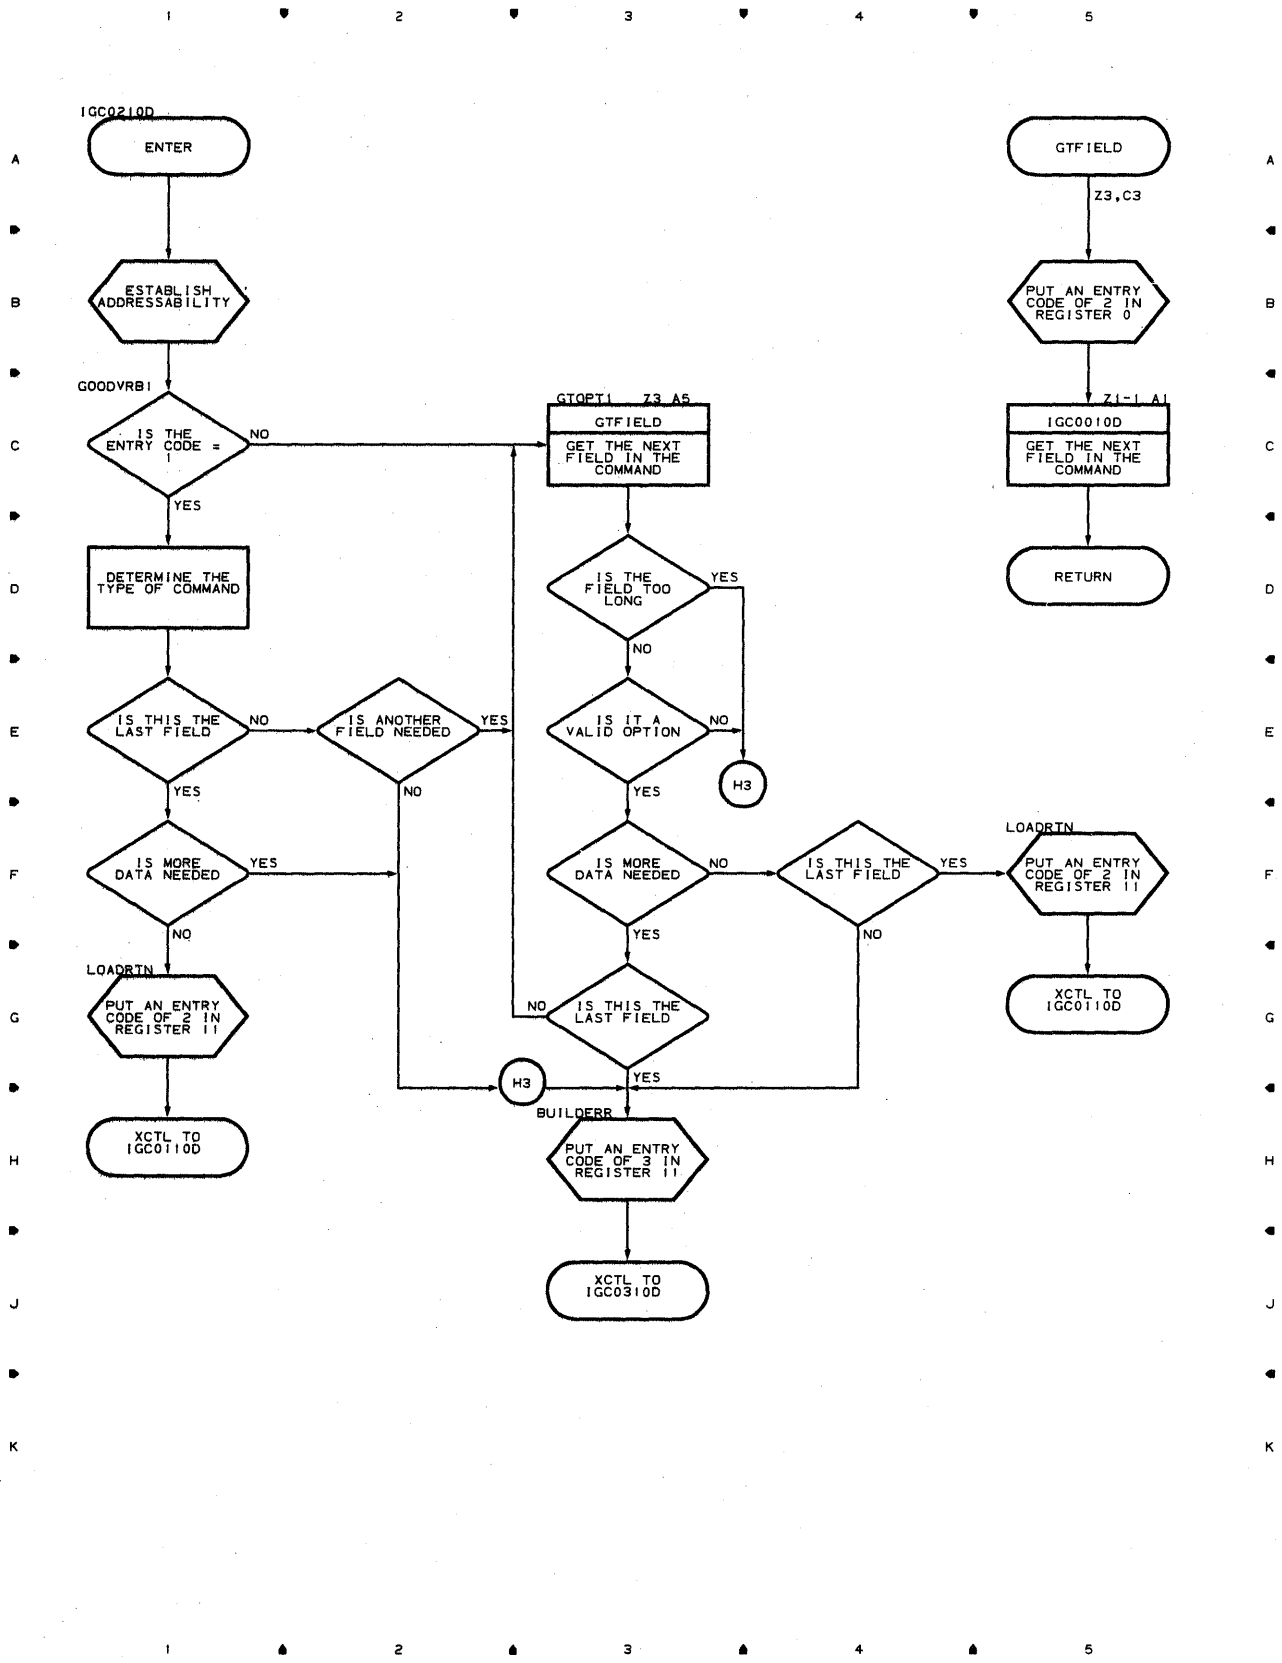 1 2 3 4 5
IGC0210D
ENTER
GTFIELD
A A
Z3,C3
ESTABLISH
ADDRESSABILITY
PUT AN ENTRY
CODE OF 2 IN
REGISTER 0
B B
GOODVRB1
IS THE
ENTRY CODE =
1
NO
YES
GTOPT1 Z3 A5
GTFIELD
GET THE NEXT
FIELD IN THE
COMMAND
Z1-1 A1
IGC0010D
GET THE NEXT
FIELD IN THE
COMMAND
C C
DETERMINE THE
TYPE OF COMMAND
IS THE
FIELD TOO
LONG
YES
NO
RETURN
D D
IS THIS THE
LAST FIELD
NO
YES
IS ANOTHER
FIELD NEEDED
YES
NO
IS IT A
VALID OPTION
NO
YES
H3
E E
IS MORE
DATA NEEDED
YES
NO
IS MORE
DATA NEEDED
NO
YES
IS THIS THE
LAST FIELD
YES
NO
LOADRTN
PUT AN ENTRY
CODE OF 2 IN
REGISTER 11
F F
LOADRTN
PUT AN ENTRY
CODE OF 2 IN
REGISTER 11
NO
IS THIS THE
LAST FIELD
YES
XCTL TO
IGC0110D
G G
H3
BUILDERR
XCTL TO
IGC0110D
PUT AN ENTRY
CODE OF 3 IN
REGISTER 11
H H
XCTL TO
IGC0310D
J J
K K
1 2 3 4 5